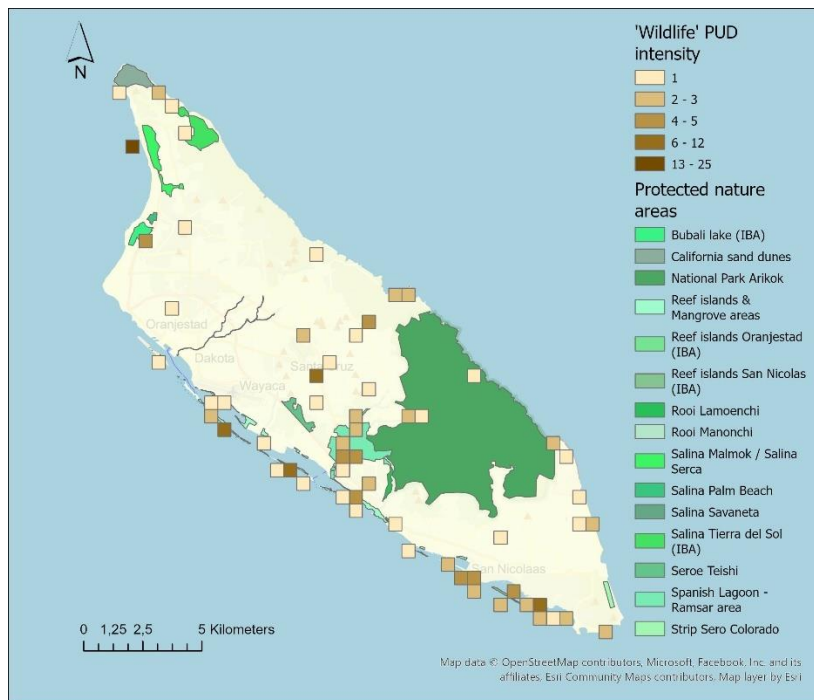 'Wildlife' PUD
intensity
1
2 - 3
4 - 5
6 - 12
13 - 25
Protected nature
areas
Bubali lake (IBA)
California sand dunes
National Park Arikok
Reef islands &
Mangrove areas
Reef islands Oranjestad
(IBA)
Reef islands San Nicolas
(IBA)
Rooi Lamoenchi
Rooi Manonchi
Salina Malmok / Salina
Serca
Salina Palm Beach
Salina Savaneta
Salina Tierra del Sol
(IBA)
Seroe Teishi
Spanish Lagoon -
Ramsar area
Strip Sero Colorado
N
Oranjestad
Dakota
Wayaca
Santa Cruz
San Nicolaas
0 1,25 2,5 5 Kilometers
Map data © OpenStreetMap contributors, Microsoft, Facebook, Inc. and its
affiliates, Esri Community Maps contributors, Map layer by Esri